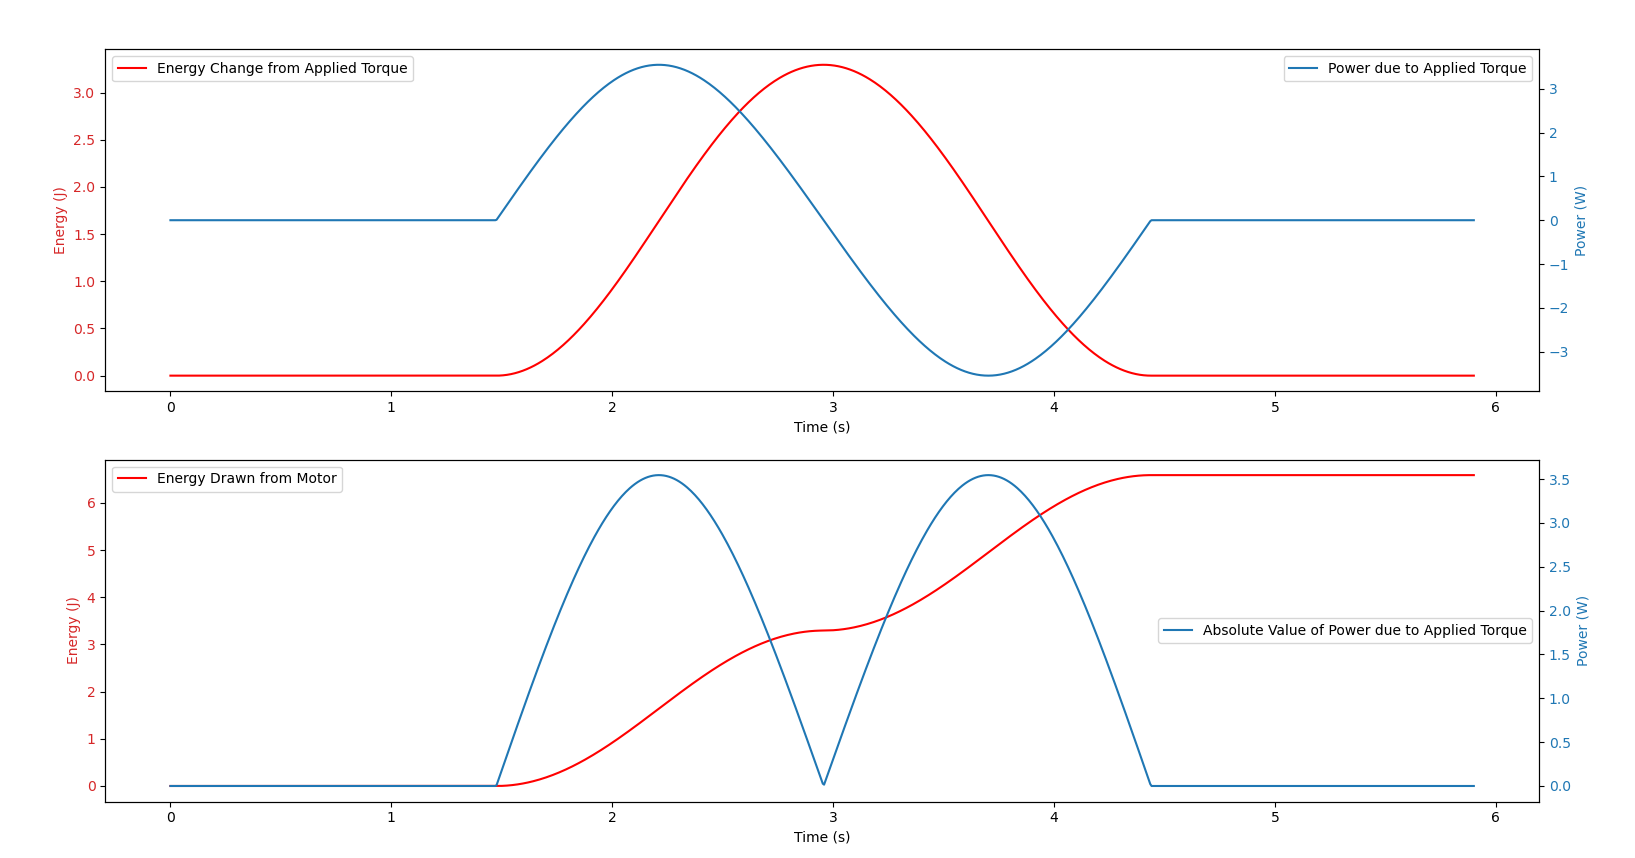 Energy Change from Applied Torque
Power due to Applied Torque
Energy (J)
3.0
2.5
2.0
1.5
1.0
0.5
0.0
3
2
1
0
−1
−2
−3
Power (W)
0 1 2 3 4 5 6
Time (s)
Energy Drawn from Motor
Absolute Value of Power due to Applied Torque
Energy (J)
6
5
4
3
2
1
0
3.5
3.0
2.5
2.0
1.5
1.0
0.5
0.0
Power (W)
0 1 2 3 4 5 6
Time (s)